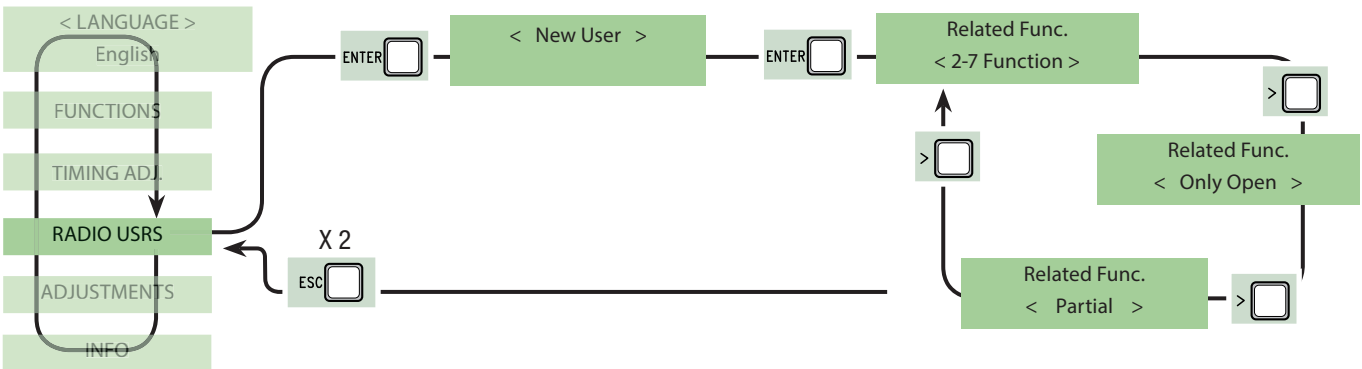 < LANGUAGE >
English
FUNCTIONS
TIMING ADJ.
RADIO USRS
ADJUSTMENTS
INFO
ENTER
< New User >
ENTER
Related Func.
< 2-7 Function >
>
Related Func.
< Only Open >
>
Related Func.
< Partial >
>
X 2
ESC